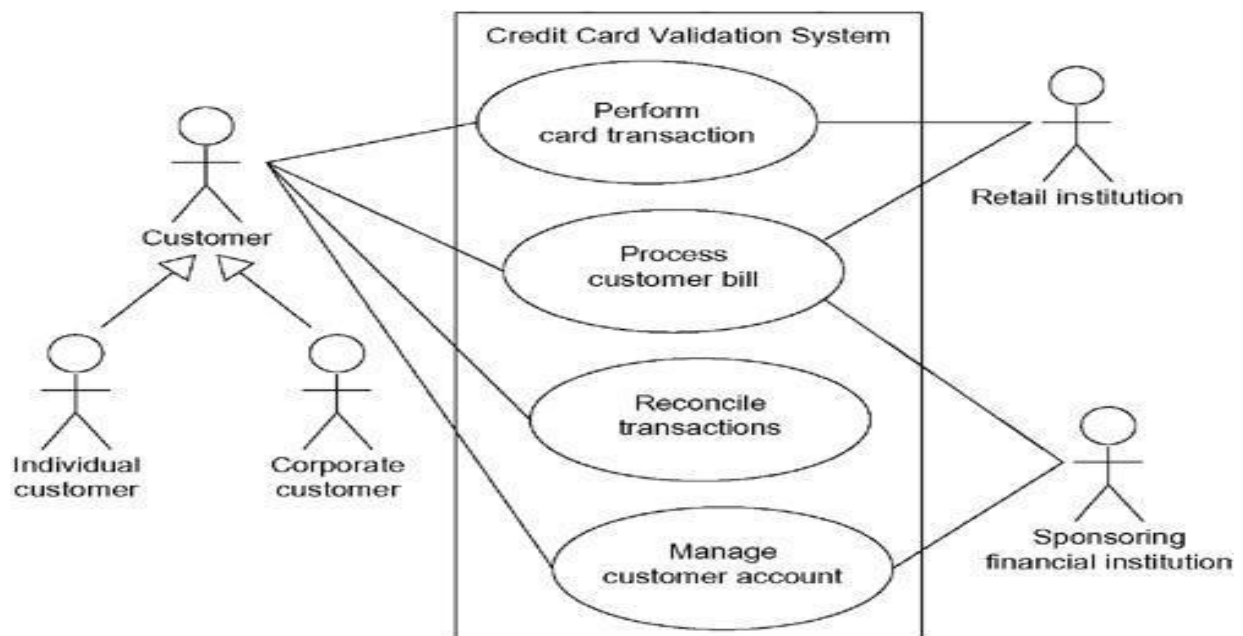 Credit Card Validation System
Perform
card transaction
Customer
Retail institution
Process
customer bill
Individual
customer
Corporate
customer
Reconcile
transactions
Manage
customer account
Sponsoring
financial institution